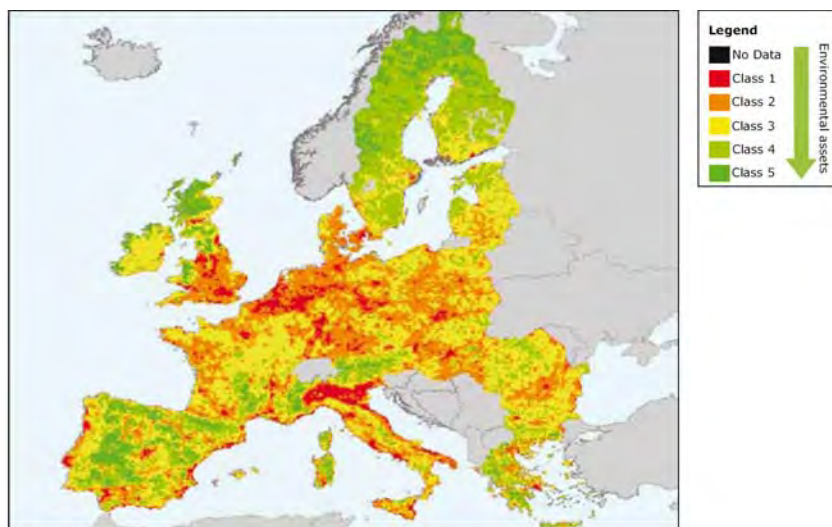 Legend
No Data
Class 1
Class 2
Class 3
Class 4
Class 5
Environmental assets